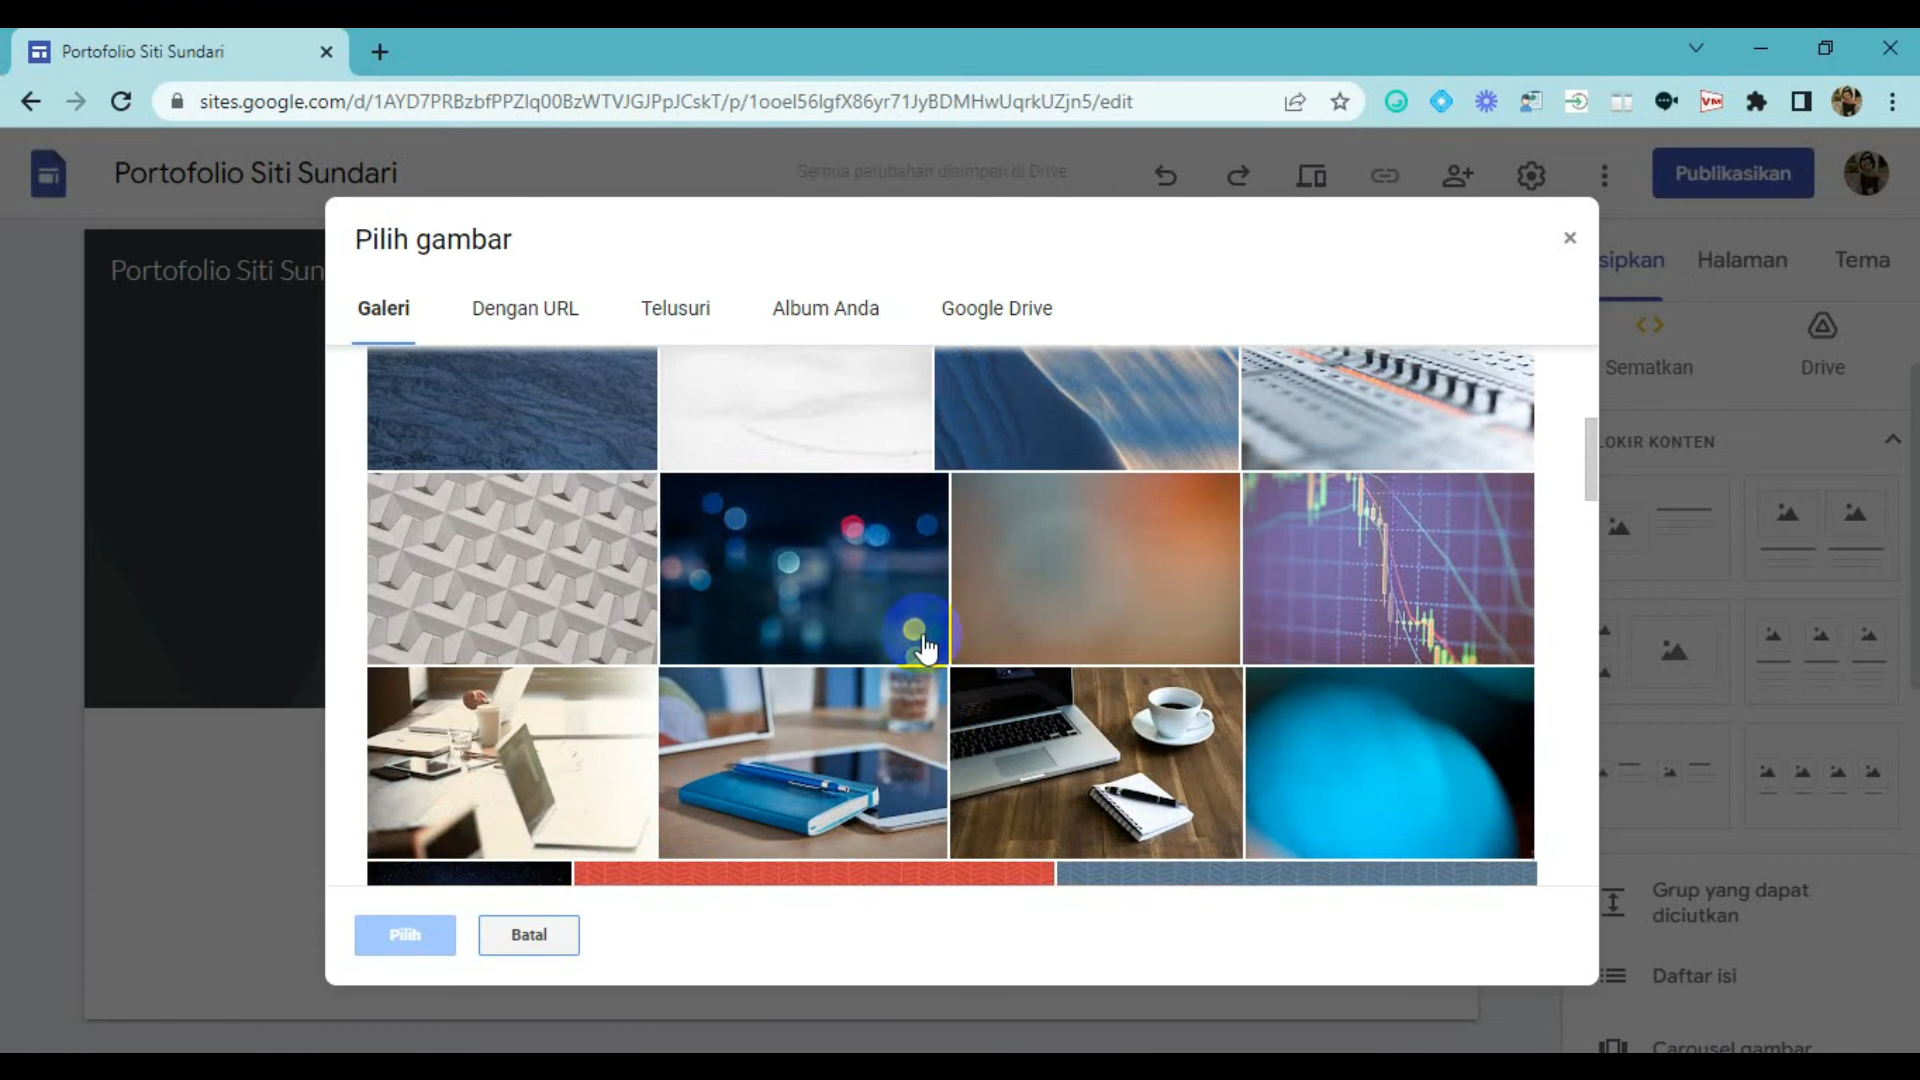 Portofolio Siti Sundari
sites.google.com/d/1AYD7PRBzbfPPZlq00BzWTVJGJPpJCskT/p/1ooel56lgfX86yr71JyBDMHwUqrkUZjn5/edit
VM
Portofolio Siti Sundari
Semua perubahan disimpan di Drive
Publikasikan
Portofolio Siti Sun
Pilih gambar
sipkan
Halaman
Tema
Galeri
Dengan URL
Telusuri
Album Anda
Google Drive
Sematkan
Drive
LOKIR KONTEN
Grup yang dapat
diciutkan
Pilih
Batal
Daftar isi
Carousel gambar